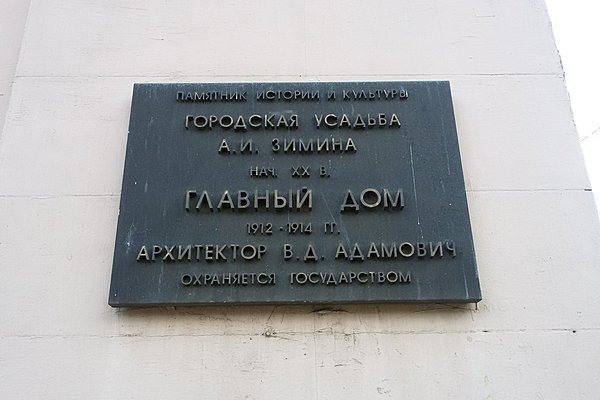 ПАМЯТНИК ИСТОРИИ И КУЛЬТУРЫ
ГОРОДСКАЯ УСАДЬБА
А.И. ЗИМИНА
НАЧ. XX В.
ГЛАВНЫЙ ДОМ
1912-1914 ГГ.
АРХИТЕКТОР В.Д. АДАМОВИЧ
ОХРАНЯЕТСЯ ГОСУДАРСТВОМ